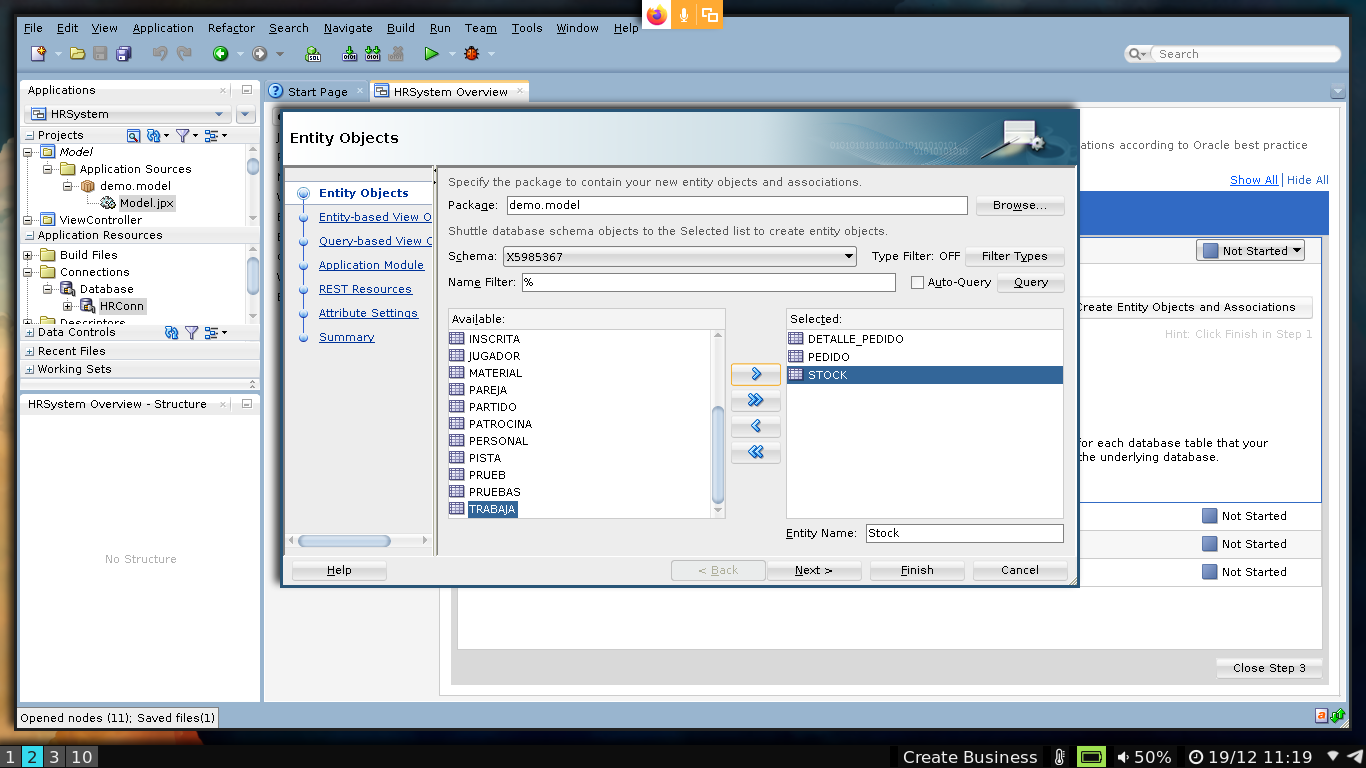 File Edit View Application Refactor Search Navigate Build Run Team Tools Window Help
Search
Applications
Start Page
HRSystem Overview
HRSystem
Projects
Model
Application Sources
demo.model
Model.jpx
ViewController
Application Resources
Build Files
Connections
Database
HRConn
Descriptors
Data Controls
Recent Files
Working Sets
HRSystem Overview - Structure
No Structure
Opened nodes (11); Saved files(1)
Entity Objects
Entity Objects
Entity-based View O
Query-based View
Application Module
REST Resources
Attribute Settings
Summary
Specify the package to contain your new entity objects and associations.
Package: demo.model Browse...
Shuttle database schema objects to the Selected list to create entity objects.
Schema: X5985367 Type Filter: OFF Filter Types
Name Filter: % Auto-Query Query
Available:
INSCRITA
JUGADOR
MATERIAL
PAREJA
PARTIDO
PATROCINA
PERSONAL
PISTA
PRUEB
PRUEBAS
TRABAJA
Selected:
DETALLE_PEDIDO
PEDIDO
STOCK
Entity Name: Stock
Help < Back Next > Finish Cancel
ations according to Oracle best practice
Show All | Hide All
Not Started
Create Entity Objects and Associations
Hint: Click Finish in Step 1
for each database table that your
the underlying database.
Not Started
Not Started
Not Started
Close Step 3
1 2 3 10
Create Business 50% 19/12 11:19